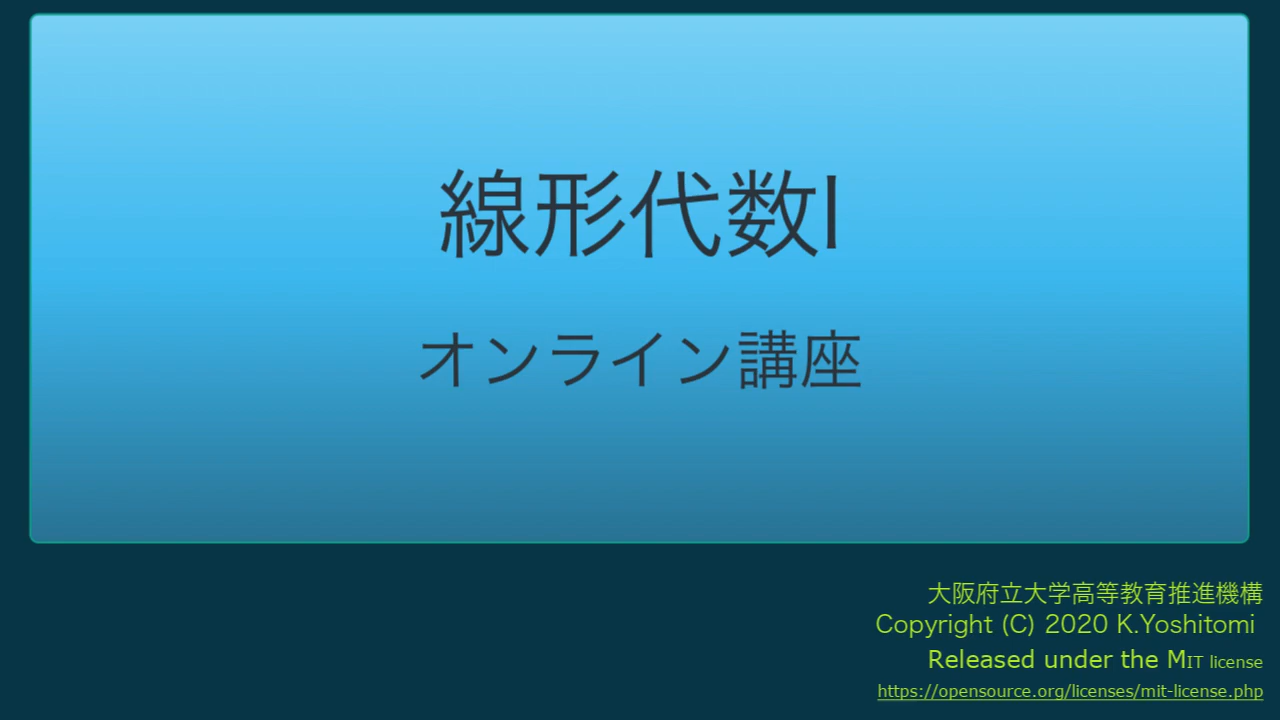 線形代数I
オンライン講座
大阪府立大学高等教育推進機構
Copyright (C) 2020 K.Yoshitomi
Released under the MIT license
https://opensource.org/licenses/mit-license.php